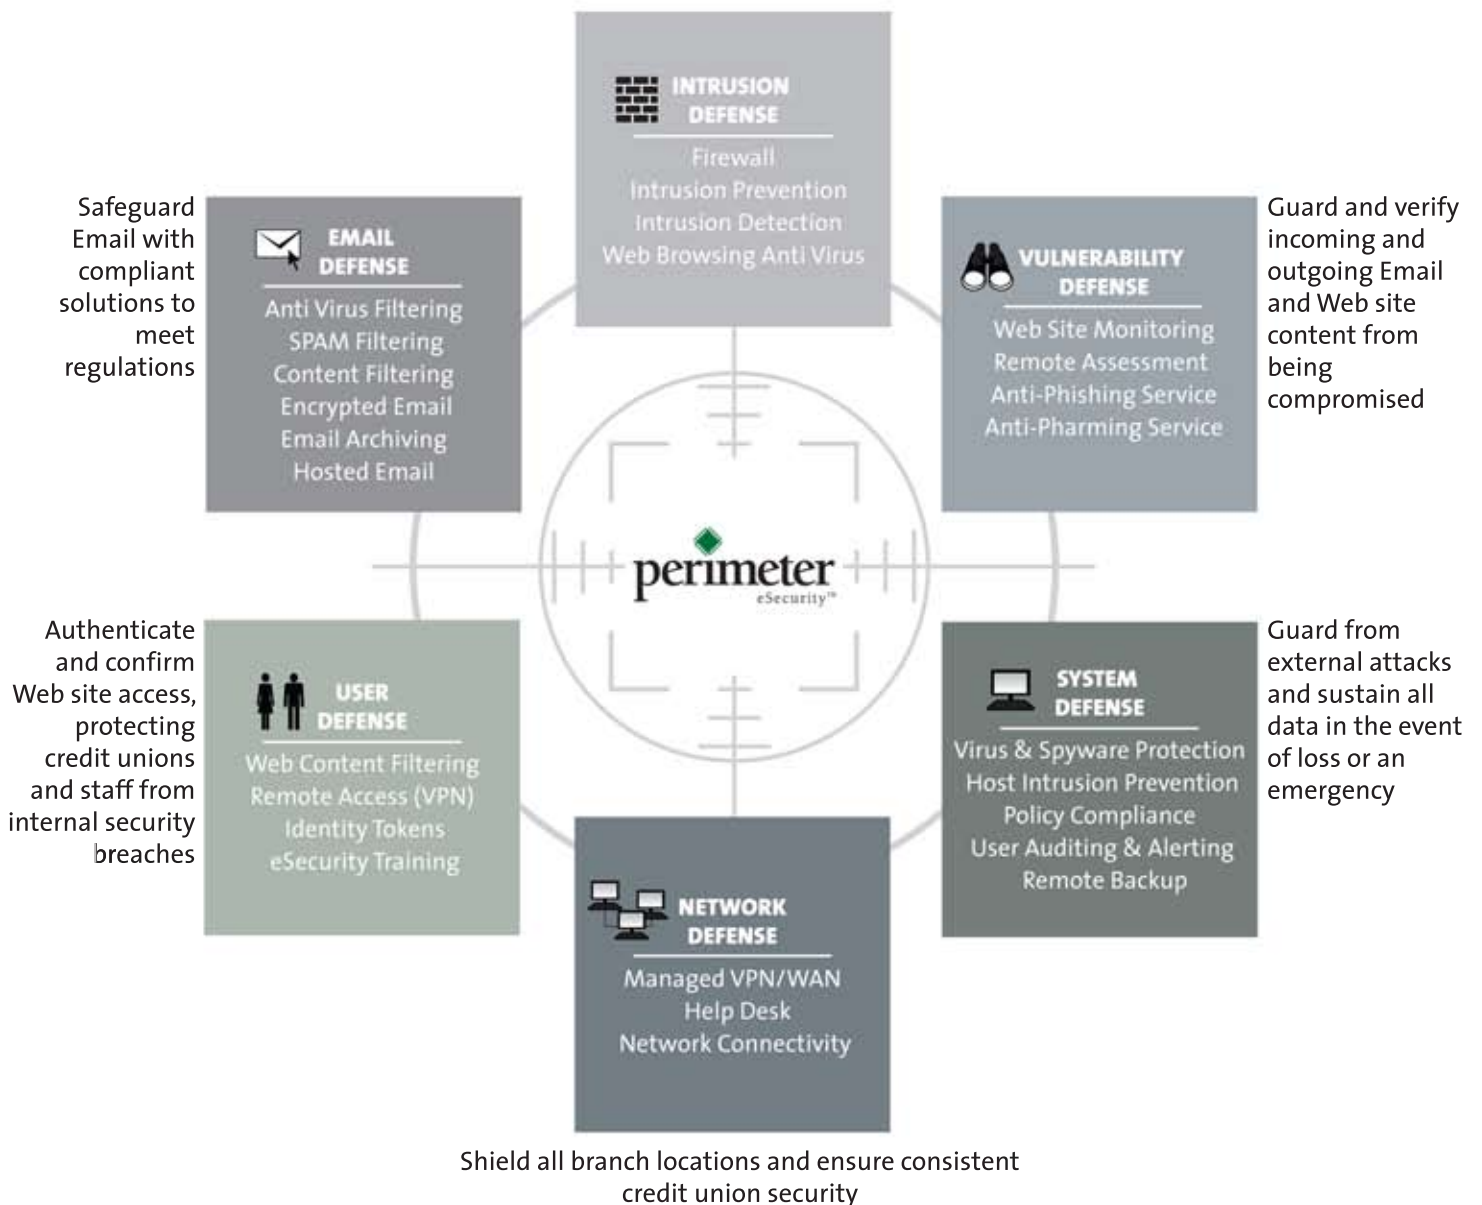 INTRUSION
DEFENSE
Firewall
Intrusion Prevention
Intrusion Detection
Web Browsing Anti Virus
Safeguard
Email with
compliant
solutions to
meet
regulations
EMAIL
DEFENSE
Anti Virus Filtering
SPAM Filtering
Content Filtering
Encrypted Email
Email Archiving
Hosted Email
VULNERABILITY
DEFENSE
Web Site Monitoring
Remote Assessment
Anti-Phishing Service
Anti-Pharming Service
Guard and verify
incoming and
outgoing Email
and Web site
content from
being
compromised
perimeter
eSecurity™
Authenticate
and confirm
Web site access,
protecting
credit unions
and staff from
internal security
breaches
USER
DEFENSE
Web Content Filtering
Remote Access (VPN)
Identity Tokens
eSecurity Training
SYSTEM
DEFENSE
Virus & Spyware Protection
Host Intrusion Prevention
Policy Compliance
User Auditing & Alerting
Remote Backup
Guard from
external attacks
and sustain all
data in the event
of loss or an
emergency
NETWORK
DEFENSE
Managed VPN/WAN
Help Desk
Network Connectivity
Shield all branch locations and ensure consistent
credit union security